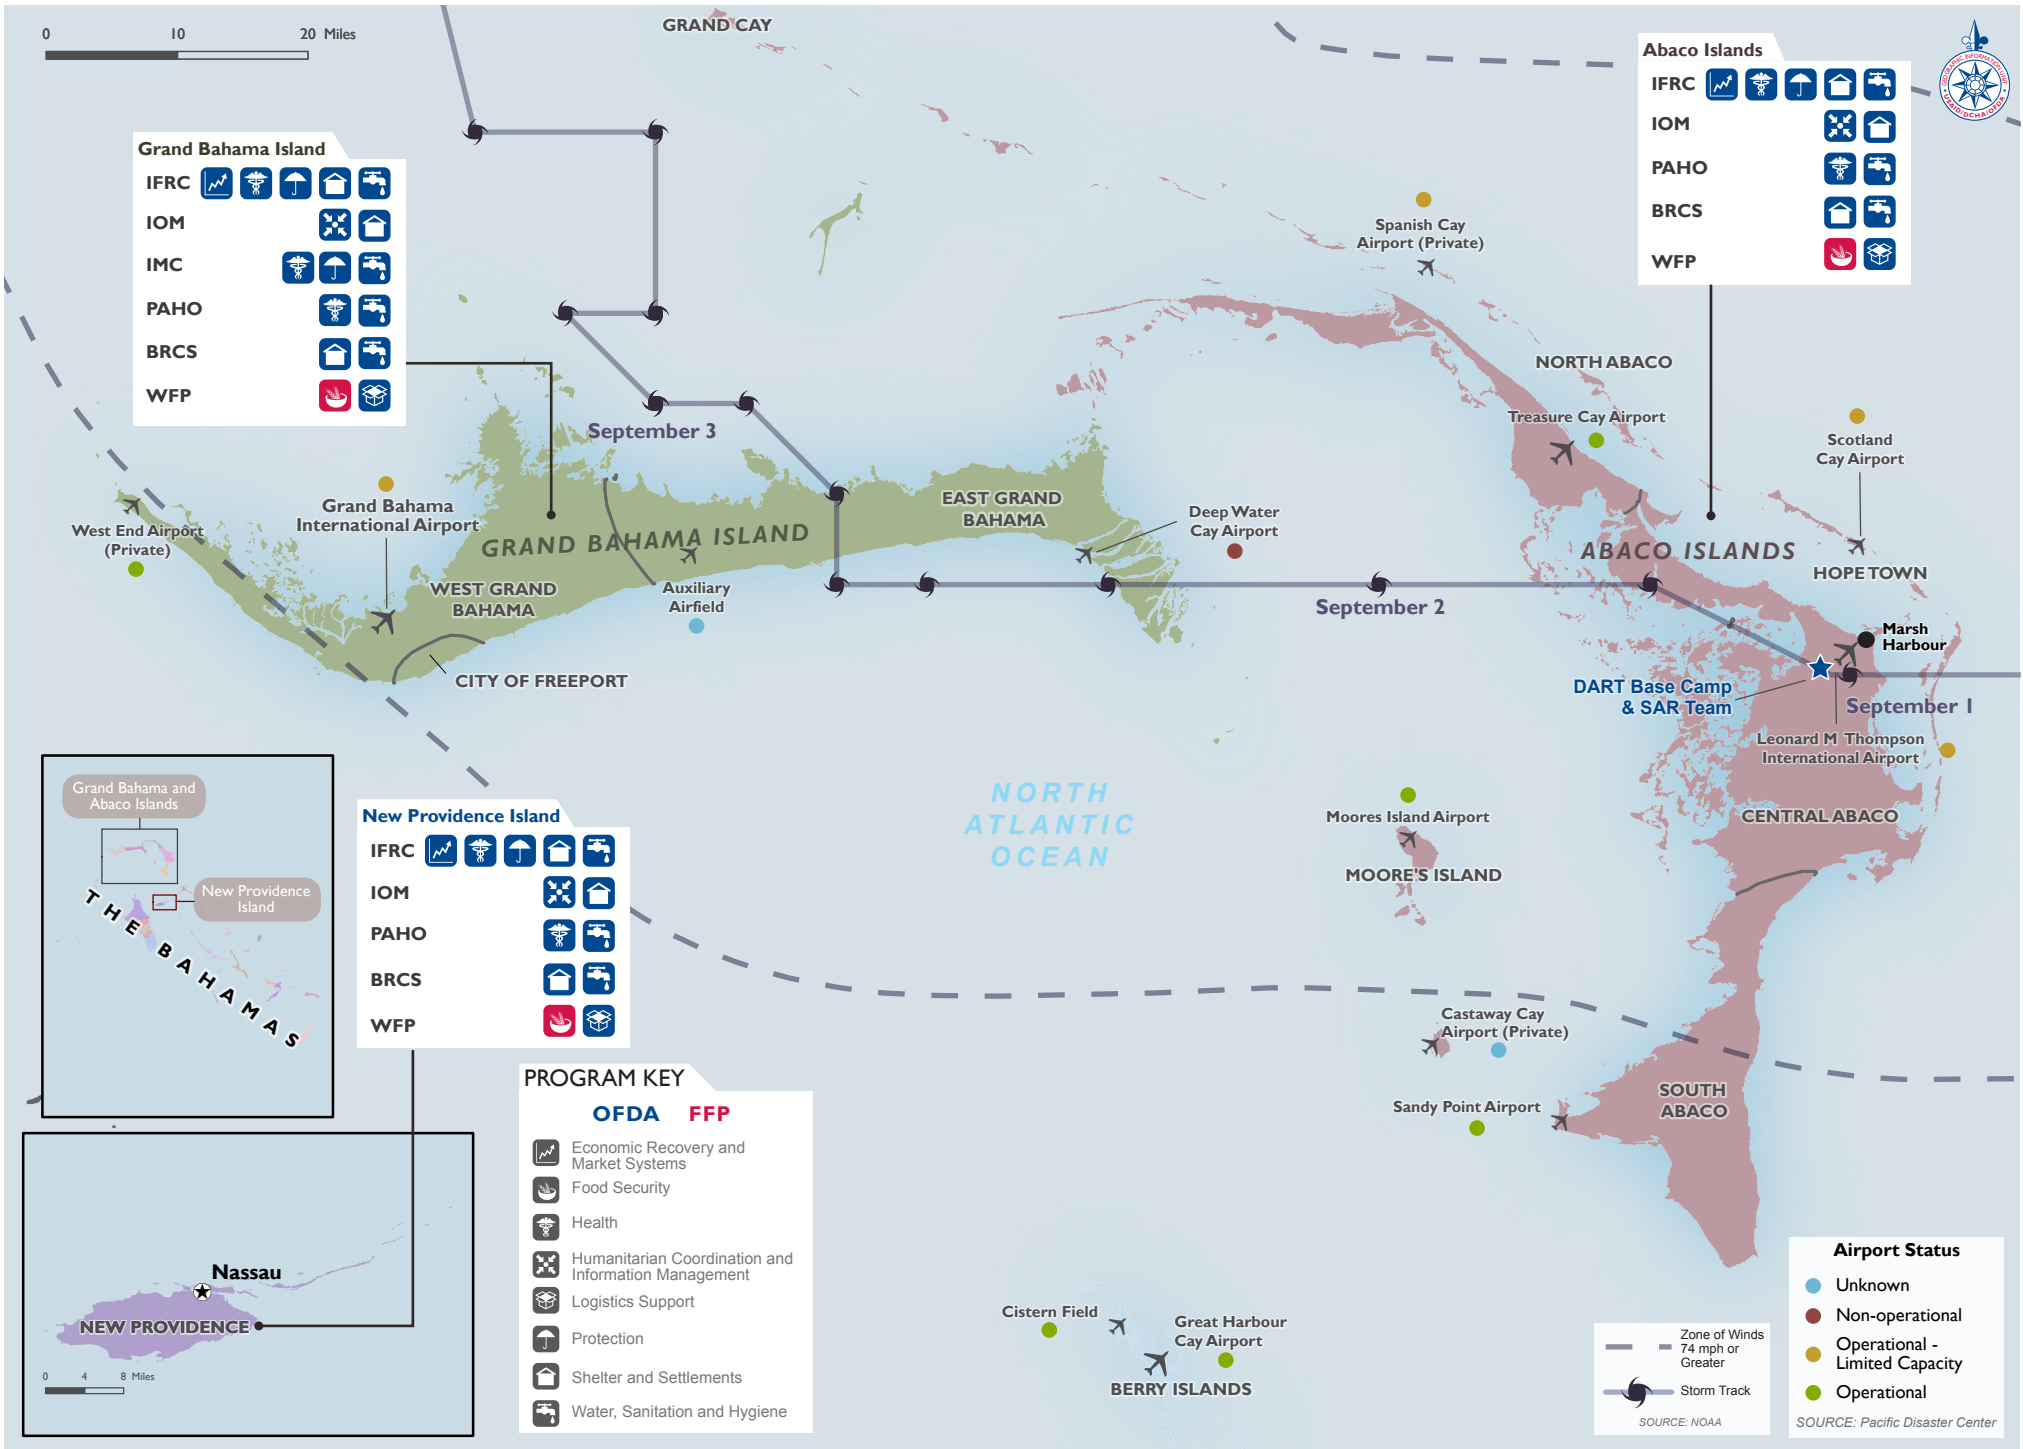 0 10 20 Miles
GRAND CAY
Abaco Islands
IFRC
IOM
PAHO
BRCS
WFP
GEOGRAPHIC INFORMATION UNIT
USAID/DCHA/OFDA
Grand Bahama Island
IFRC
IOM
IMC
PAHO
BRCS
WFP
Spanish Cay
Airport (Private)
NORTH ABACO
Treasure Cay Airport
Scotland
Cay Airport
September 3
Grand Bahama
International Airport
West End Airport
(Private)
EAST GRAND
BAHAMA
GRAND BAHAMA ISLAND
Deep Water
Cay Airport
ABACO ISLANDS
HOPE TOWN
WEST GRAND
BAHAMA
Auxiliary
Airfield
September 2
Marsh
Harbour
CITY OF FREEPORT
DART Base Camp
& SAR Team
September 1
Leonard M Thompson
International Airport
NORTH
ATLANTIC
OCEAN
Moores Island Airport
MOORE'S ISLAND
CENTRAL ABACO
Grand Bahama and
Abaco Islands
New Providence
Island
THE BAHAMAS
New Providence Island
IFRC
IOM
PAHO
BRCS
WFP
Castaway Cay
Airport (Private)
Sandy Point Airport
SOUTH
ABACO
PROGRAM KEY
OFDA FFP
Economic Recovery and
Market Systems
Food Security
Health
Humanitarian Coordination and
Information Management
Logistics Support
Protection
Shelter and Settlements
Water, Sanitation and Hygiene
Nassau
NEW PROVIDENCE
0 4 8 Miles
Cistern Field
Great Harbour
Cay Airport
BERRY ISLANDS
Zone of Winds
74 mph or
Greater
Storm Track
SOURCE: NOAA
Airport Status
Unknown
Non-operational
Operational -
Limited Capacity
Operational
SOURCE: Pacific Disaster Center